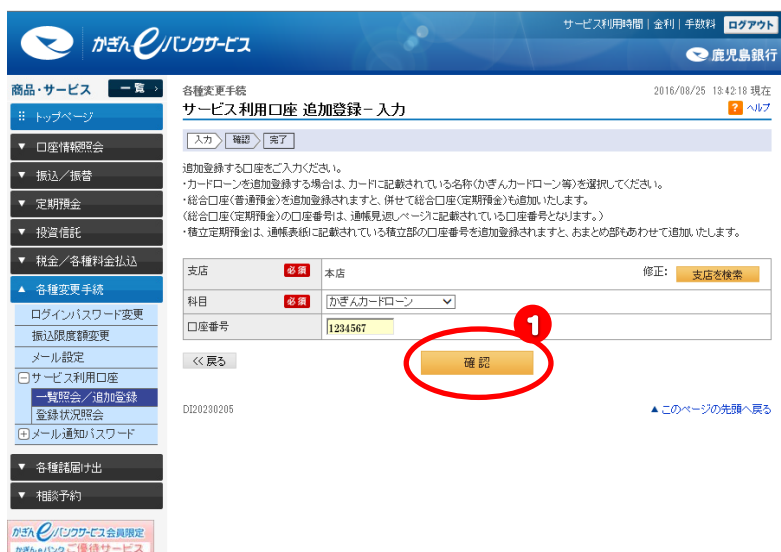 サービス利用時間 | 金利 | 手数料 ログアウト
かぎんeバンクサービス
鹿児島銀行
商品・サービス 一覧
トップページ
▼ 口座情報照会
▼ 振込／振替
▼ 定期預金
▼ 投資信託
▼ 税金／各種料金払込
▲ 各種変更手続
ログインパスワード変更
振込限度額変更
メール設定
サービス利用口座
一覧照会／追加登録
登録状況照会
メール通知パスワード
▼ 各種諸届け出
▼ 相談予約
かぎんeバンクサービス会員限定
かぎんeバンクご優待サービス
各種変更手続
2016/08/25 13:42:18 現在
サービス利用口座 追加登録－入力
? ヘルプ
入力 確認 完了
追加登録する口座をご入力ください。
・カードローンを追加登録する場合は、カードに記載されている名称(かぎんカードローン等)を選択してください。
・総合口座(普通預金)を追加登録されますと、併せて総合口座(定期預金)も追加いたします。
(総合口座(定期預金)の口座番号は、通帳見返しページに記載されている口座番号となります。)
・積立定期預金は、通帳表紙に記載されている積立部の口座番号を追加登録されますと、おまとめ部もあわせて追加いたします。
支店 必須 本店 修正: 支店を検索
科目 必須 かぎんカードローン
口座番号 1234567
1
≪ 戻る 確認
DI20230205
▲ このページの先頭へ戻る